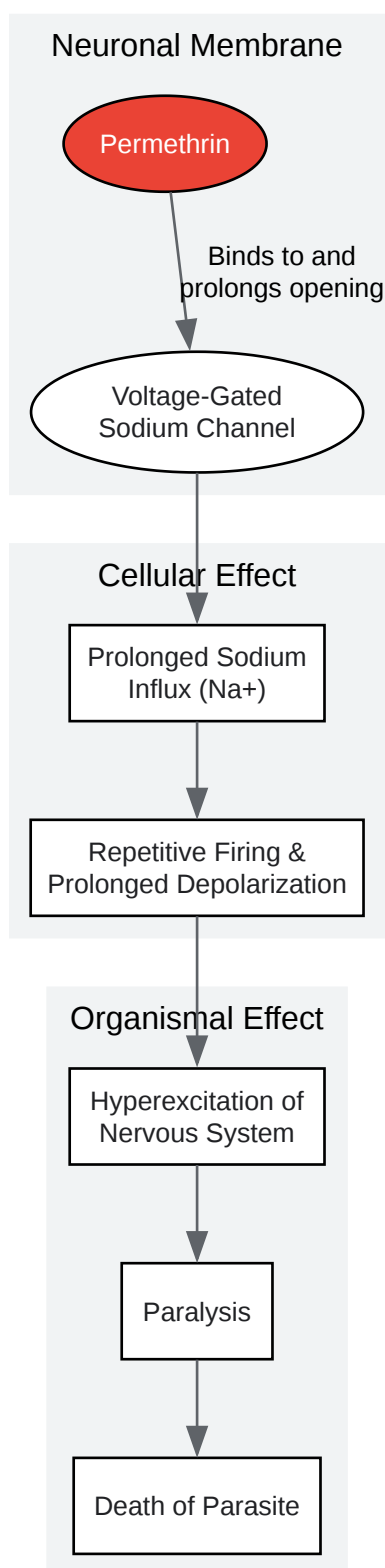 Neuronal Membrane
Permethrin
Binds to and
prolongs opening
Voltage-Gated
Sodium Channel
Cellular Effect
Prolonged Sodium
Influx (Na+)
Repetitive Firing &
Prolonged Depolarization
Organismal Effect
Hyperexcitation of
Nervous System
Paralysis
Death of Parasite